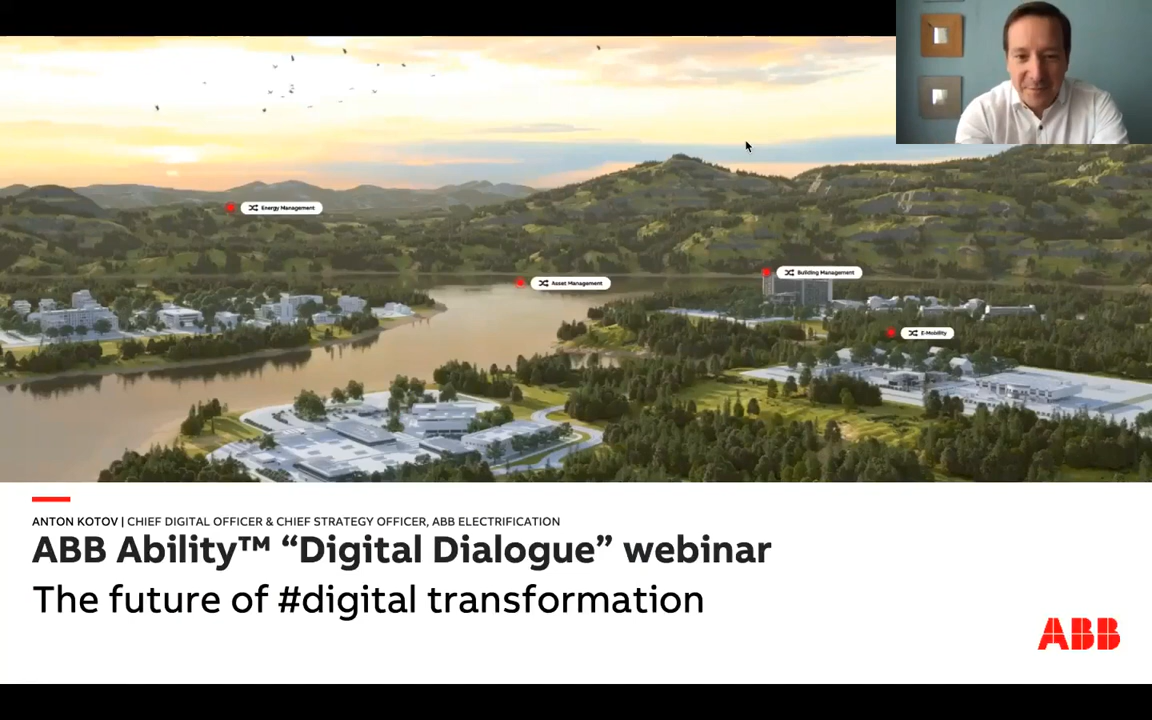 Energy Management
Building Management
Asset Management
E-Mobility
ANTON KOTOV | CHIEF DIGITAL OFFICER & CHIEF STRATEGY OFFICER, ABB ELECTRIFICATION
ABB Ability™ “Digital Dialogue” webinar
The future of #digital transformation
ABB